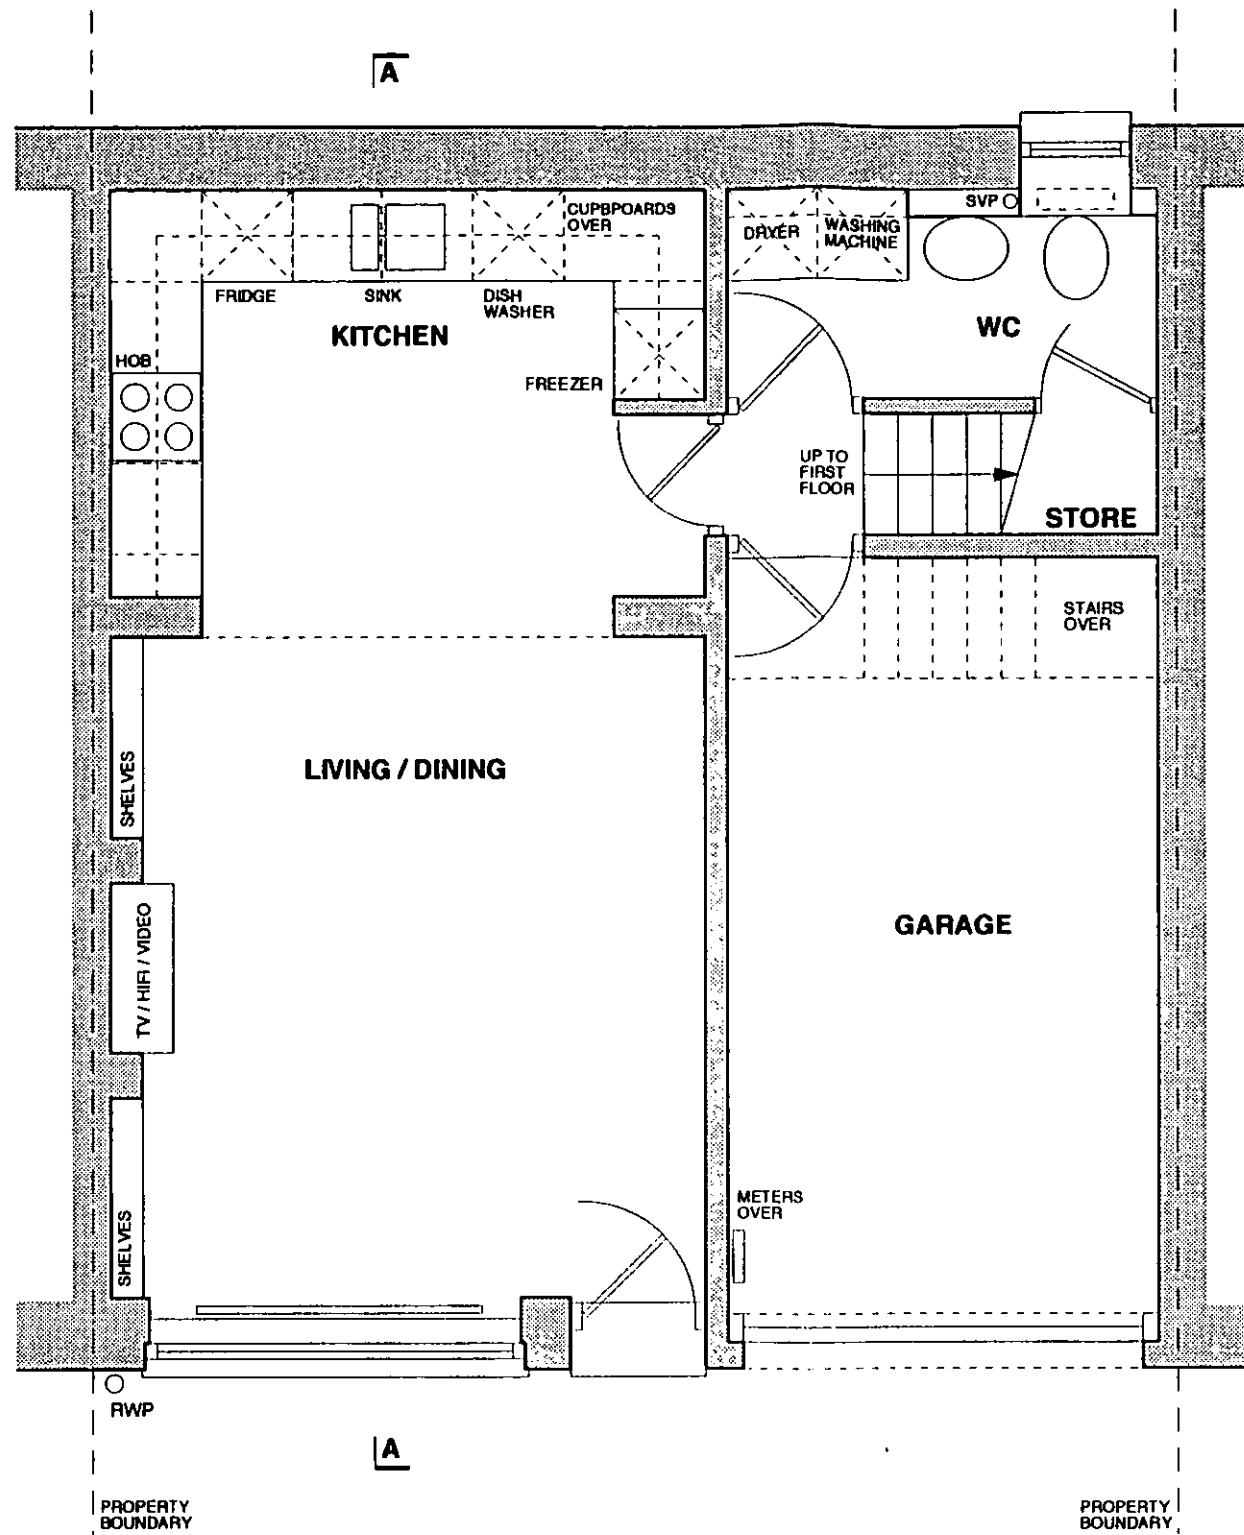 A
CUPBPOARDS
OVER
SVP
DRYER
WASHING
MACHINE
FRIDGE
SINK
DISH
WASHER
KITCHEN
WC
HOB
FREEZER
UP TO
FIRST
FLOOR
STORE
STAIRS
OVER
SHELVES
LIVING / DINING
TV / HIFI / VIDEO
GARAGE
METERS
OVER
SHELVES
RWP
A
PROPERTY
BOUNDARY
PROPERTY
BOUNDARY